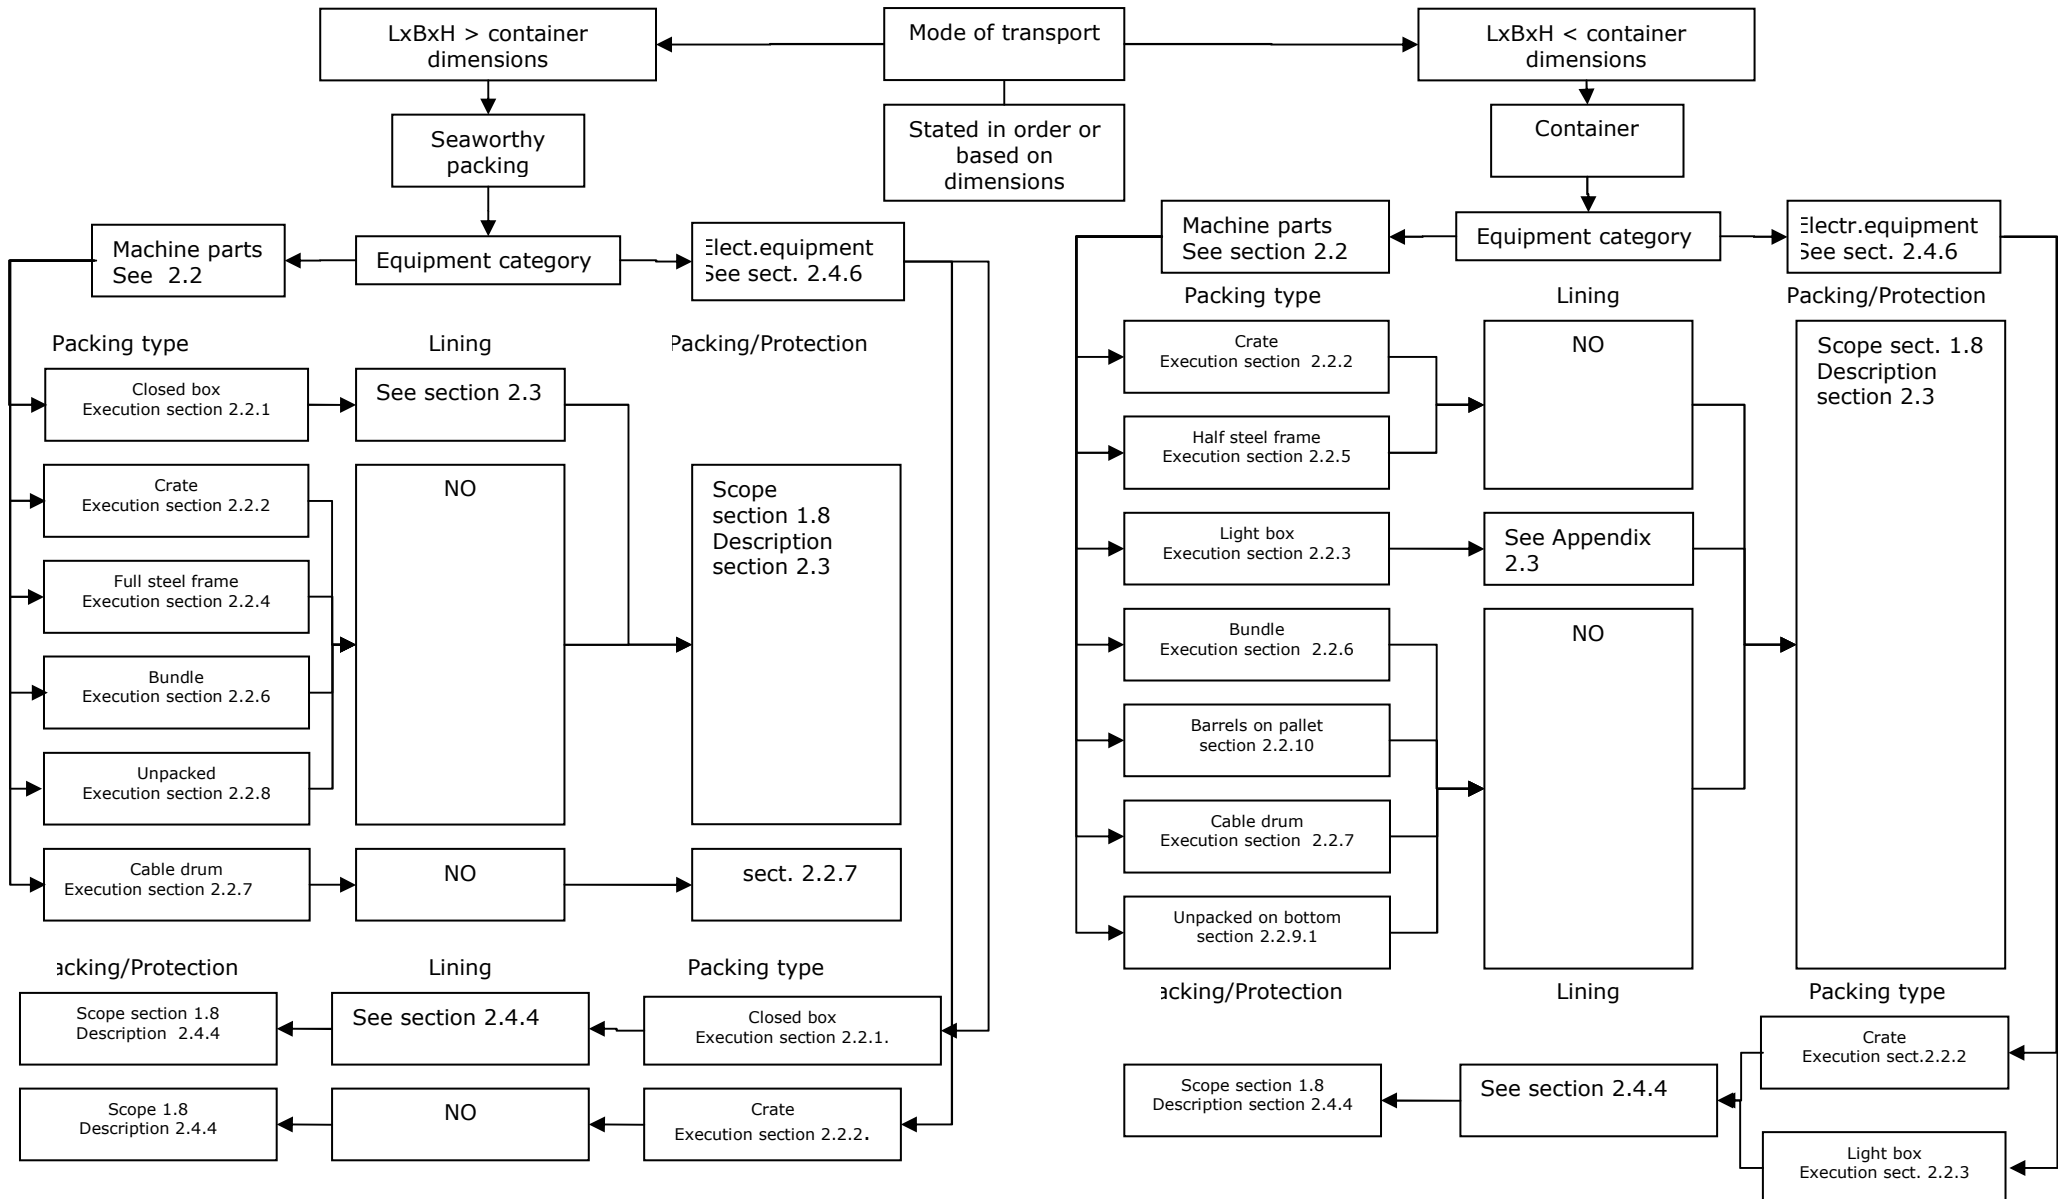 Mode of transport
LxBxH > container
dimensions
LxBxH < container
dimensions
Stated in order or
based on
dimensions
Seaworthy
packing
Container
Machine parts
See 2.2
Equipment category
Elect.equipment
See sect. 2.4.6
Packing type
Lining
Packing/Protection
Closed box
Execution section 2.2.1
See section 2.3
Crate
Execution section 2.2.2
NO
Scope
section 1.8
Description
section 2.3
Full steel frame
Execution section 2.2.4
Bundle
Execution section 2.2.6
Unpacked
Execution section 2.2.8
Cable drum
Execution section 2.2.7
NO
sect. 2.2.7
acking/Protection
Lining
Packing type
Scope section 1.8
Description 2.4.4
See section 2.4.4
Closed box
Execution section 2.2.1.
Scope 1.8
Description 2.4.4
NO
Crate
Execution section 2.2.2.
Machine parts
See section 2.2
Equipment category
Electr.equipment
See sect. 2.4.6
Packing type
Lining
Packing/Protection
Crate
Execution section 2.2.2
NO
Scope sect. 1.8
Description
section 2.3
Half steel frame
Execution section 2.2.5
Light box
Execution section 2.2.3
See Appendix
2.3
Bundle
Execution section 2.2.6
NO
Barrels on pallet
section 2.2.10
Cable drum
Execution section 2.2.7
Unpacked on bottom
section 2.2.9.1
acking/Protection
Lining
Packing type
Crate
Execution sect.2.2.2
Scope section 1.8
Description section 2.4.4
See section 2.4.4
Light box
Execution sect. 2.2.3